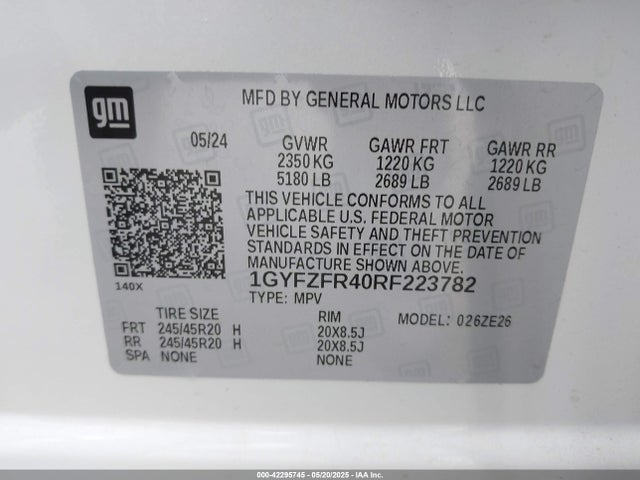 gm
MFD BY GENERAL MOTORS LLC
05/24 GVWR GAWR FRT GAWR RR
2350 KG 1220 KG 1220 KG
5180 LB 2689 LB 2689 LB
THIS VEHICLE CONFORMS TO ALL
APPLICABLE U.S. FEDERAL MOTOR
VEHICLE SAFETY AND THEFT PREVENTION
STANDARDS IN EFFECT ON THE DATE OF
MANUFACTURE SHOWN ABOVE.
140X
1GYFZFR40RF223782
TYPE: MPV
TIRE SIZE RIM MODEL: 026ZE26
FRT 245/45R20 H 20X8.5J
RR 245/45R20 H 20X8.5J
SPA NONE NONE
000-42295745 - 05/20/2025 - IAA Inc.